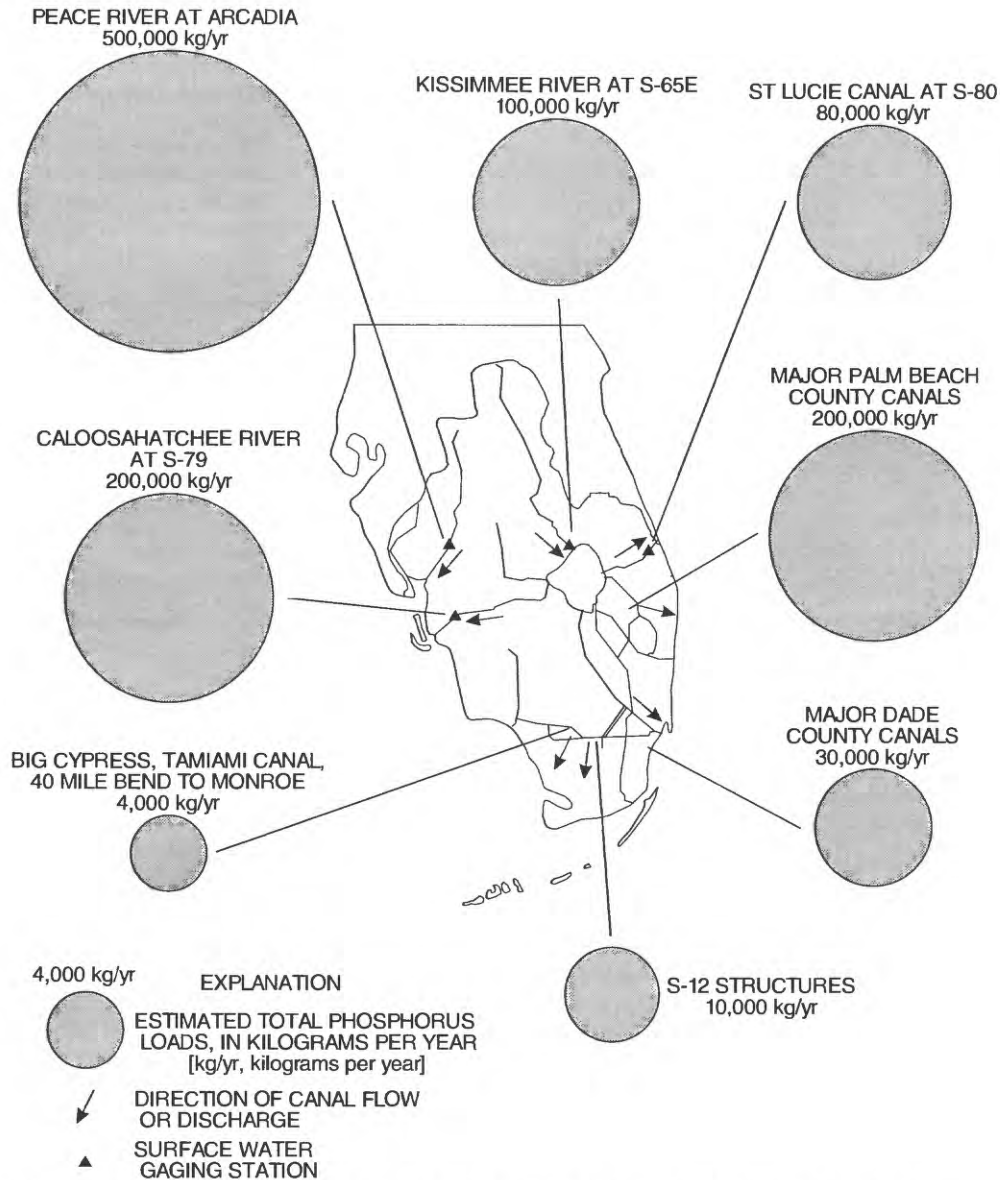 PEACE RIVER AT ARCADIA
500,000 kg/yr
KISSIMMEE RIVER AT S-65E
100,000 kg/yr
ST LUCIE CANAL AT S-80
80,000 kg/yr
CALOOSAHATCHEE RIVER
AT S-79
200,000 kg/yr
MAJOR PALM BEACH
COUNTY CANALS
200,000 kg/yr
BIG CYPRESS, TAMIAMI CANAL,
40 MILE BEND TO MONROE
4,000 kg/yr
MAJOR DADE
COUNTY CANALS
30,000 kg/yr
S-12 STRUCTURES
10,000 kg/yr
4,000 kg/yr
EXPLANATION
ESTIMATED TOTAL PHOSPHORUS
LOADS, IN KILOGRAMS PER YEAR
[kg/yr, kilograms per year]
DIRECTION OF CANAL FLOW
OR DISCHARGE
SURFACE WATER
GAGING STATION